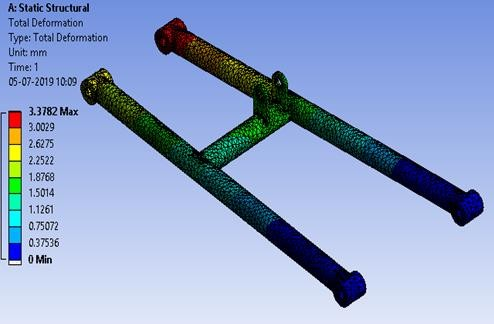 A: Static Structural
Total Deformation
Type: Total Deformation
Unit: mm
Time: 1
05-07-2019 10:09
3.3782 Max
3.0029
2.6275
2.2522
1.8768
1.5014
1.1261
0.75072
0.37536
0 Min